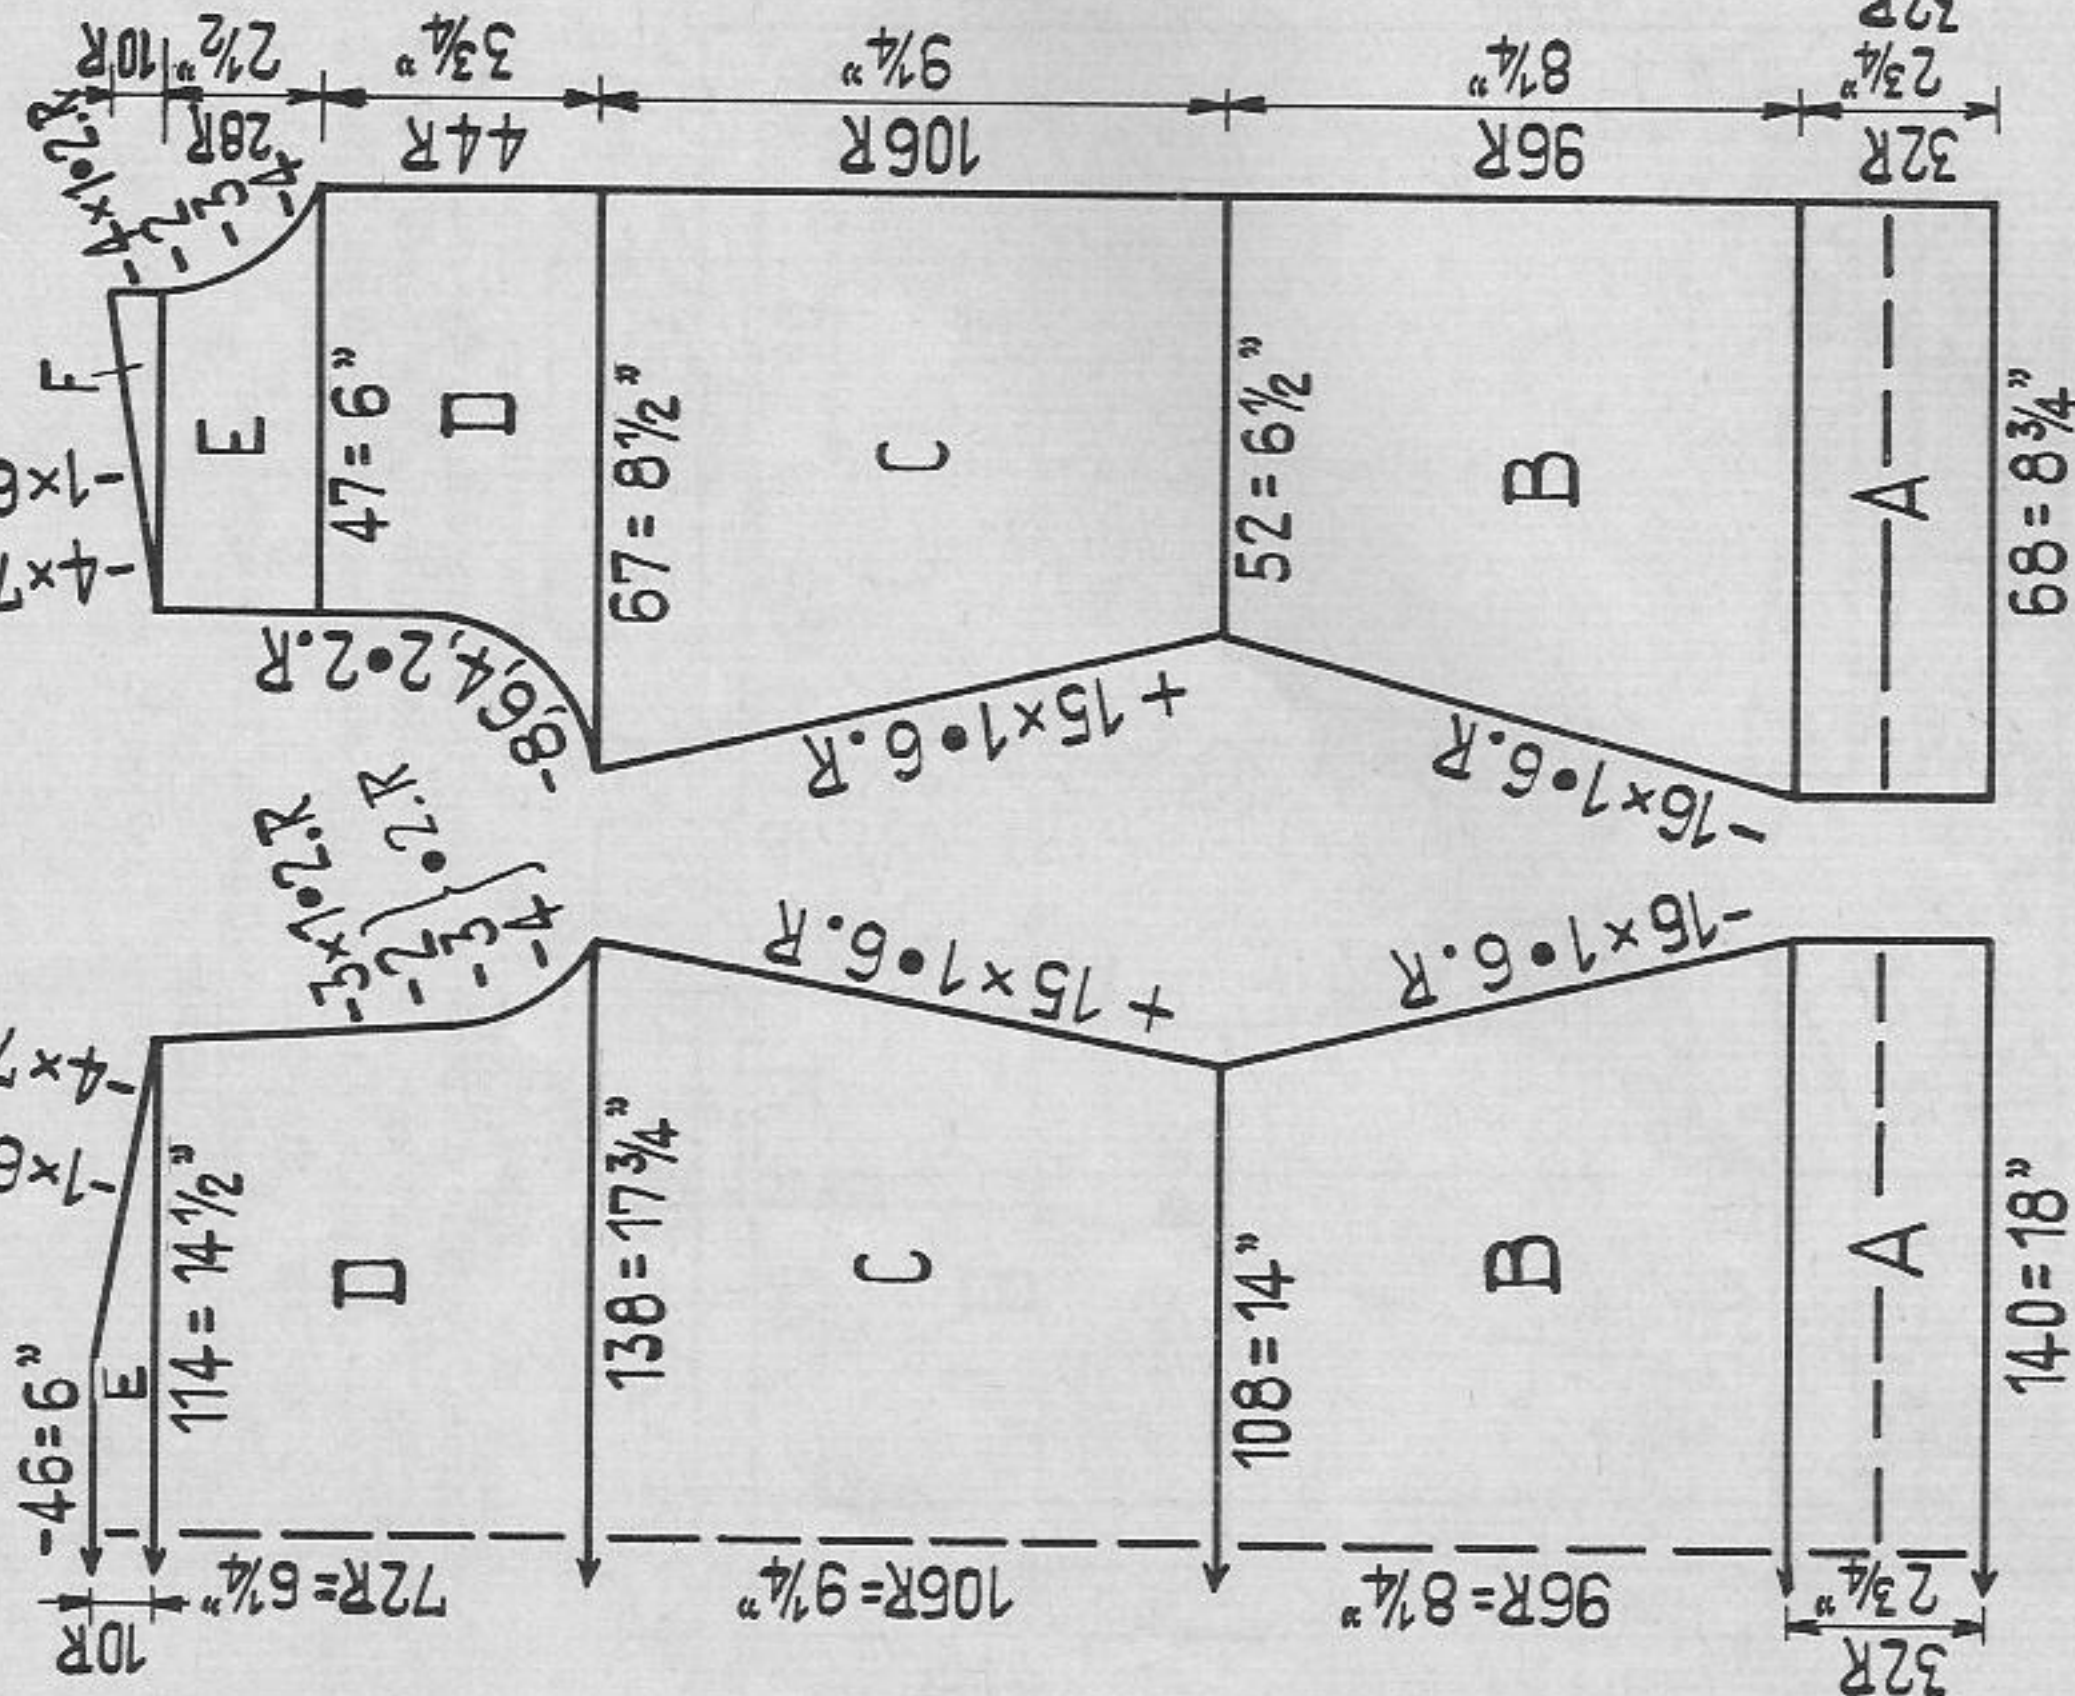 10R
2½"
28R
3¾"
44R
9¼"
106R
8¼"
96R
2¾"
32R
32R
-4×1•2.R
-2
-3
-4
F
E
47=6"
D
67=8½"
C
52=6½"
B
A
68=8¾"
-8,6,4,2•2.R
+15×1•6.R
-16×1•6.R
-3×1•2.R
-2
-3
-4
•2.R
+15×1•6.R
-16×1•6.R
-46=6"
E
114=14½"
D
138=17¾"
C
108=14"
B
A
140=18"
10R
72R=6¼"
106R=9¼"
96R=8¼"
2¾"
32R